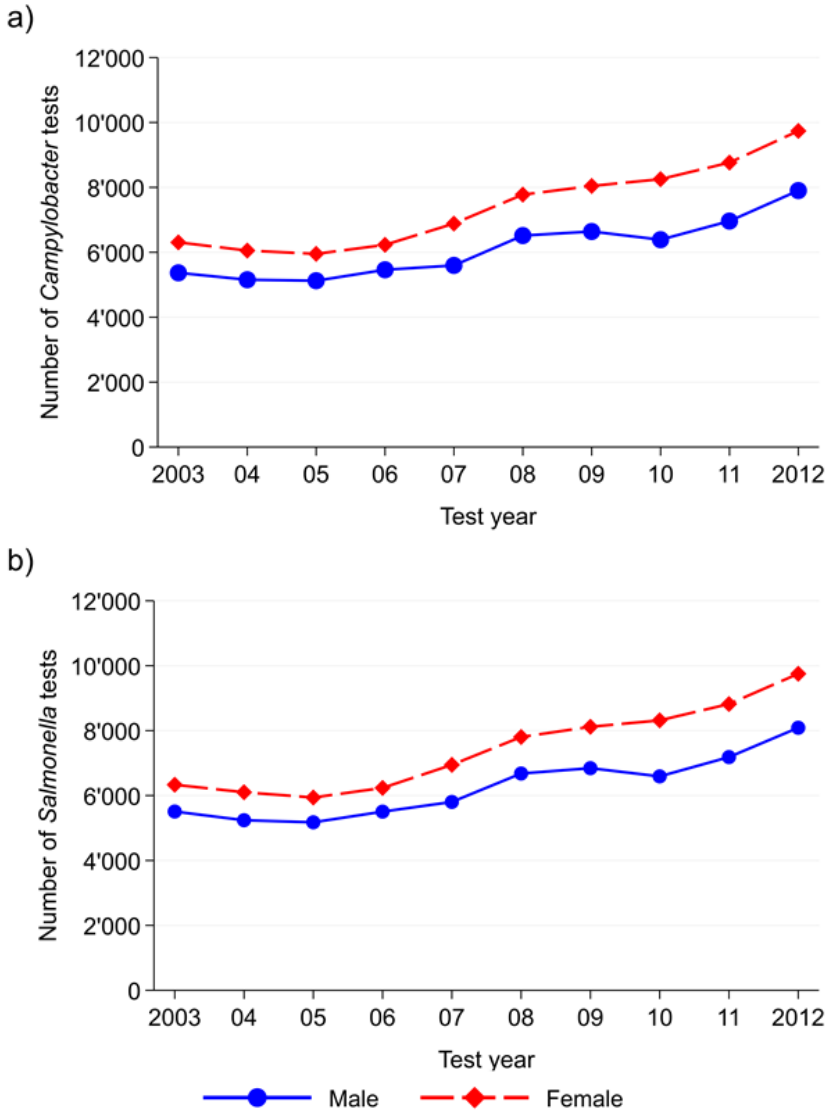 a)
Number of Campylobacter tests
12'000
10'000
8'000
6'000
4'000
2'000
0
2003 04 05 06 07 08 09 10 11 2012
Test year
b)
Number of Salmonella tests
12'000
10'000
8'000
6'000
4'000
2'000
0
2003 04 05 06 07 08 09 10 11 2012
Test year
Male Female